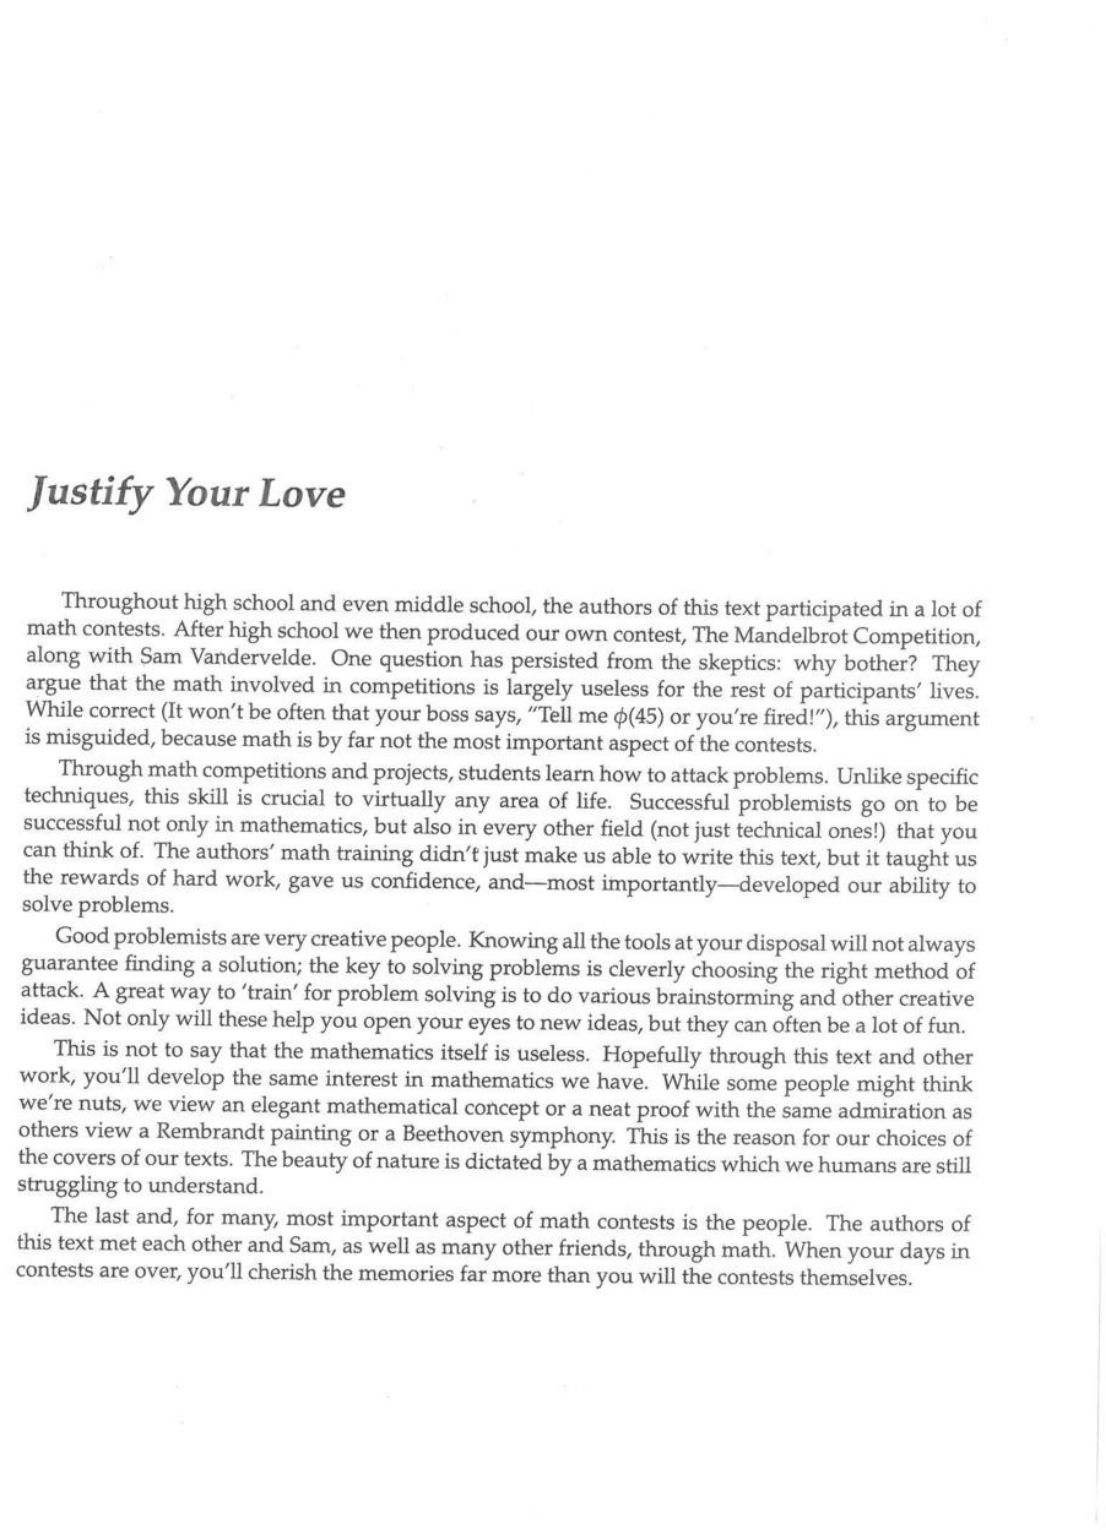 Justify Your Love
Throughout high school and even middle school, the authors of this text participated in a lot of
math contests. After high school we then produced our own contest, The Mandelbrot Competition,
along with Sam Vandervelde. One question has persisted from the skeptics: why bother? They
argue that the math involved in competitions is largely useless for the rest of participants' lives.
While correct (It won't be often that your boss says, "Tell me ϕ(45) or you're fired!"), this argument
is misguided, because math is by far not the most important aspect of the contests.
Through math competitions and projects, students learn how to attack problems. Unlike specific
techniques, this skill is crucial to virtually any area of life. Successful problemists go on to be
successful not only in mathematics, but also in every other field (not just technical ones!) that you
can think of. The authors' math training didn't just make us able to write this text, but it taught us
the rewards of hard work, gave us confidence, and—most importantly—developed our ability to
solve problems.
Good problemists are very creative people. Knowing all the tools at your disposal will not always
guarantee finding a solution; the key to solving problems is cleverly choosing the right method of
attack. A great way to 'train' for problem solving is to do various brainstorming and other creative
ideas. Not only will these help you open your eyes to new ideas, but they can often be a lot of fun.
This is not to say that the mathematics itself is useless. Hopefully through this text and other
work, you'll develop the same interest in mathematics we have. While some people might think
we're nuts, we view an elegant mathematical concept or a neat proof with the same admiration as
others view a Rembrandt painting or a Beethoven symphony. This is the reason for our choices of
the covers of our texts. The beauty of nature is dictated by a mathematics which we humans are still
struggling to understand.
The last and, for many, most important aspect of math contests is the people. The authors of
this text met each other and Sam, as well as many other friends, through math. When your days in
contests are over, you'll cherish the memories far more than you will the contests themselves.